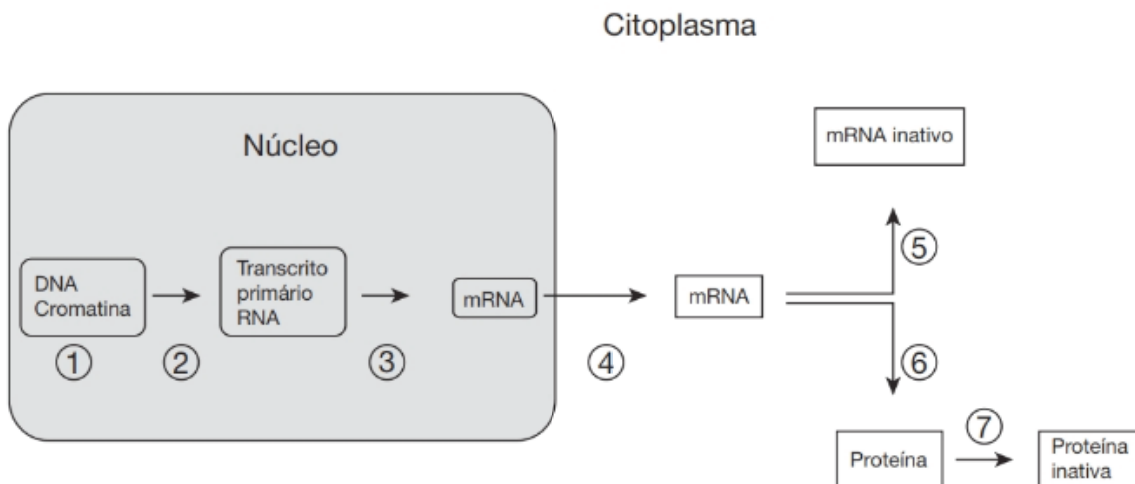 Citoplasma
Núcleo
mRNA inativo
DNA
Cromatina
Transcrito
primário
RNA
mRNA
mRNA
1
2
3
4
5
6
7
Proteína
Proteína
inativa